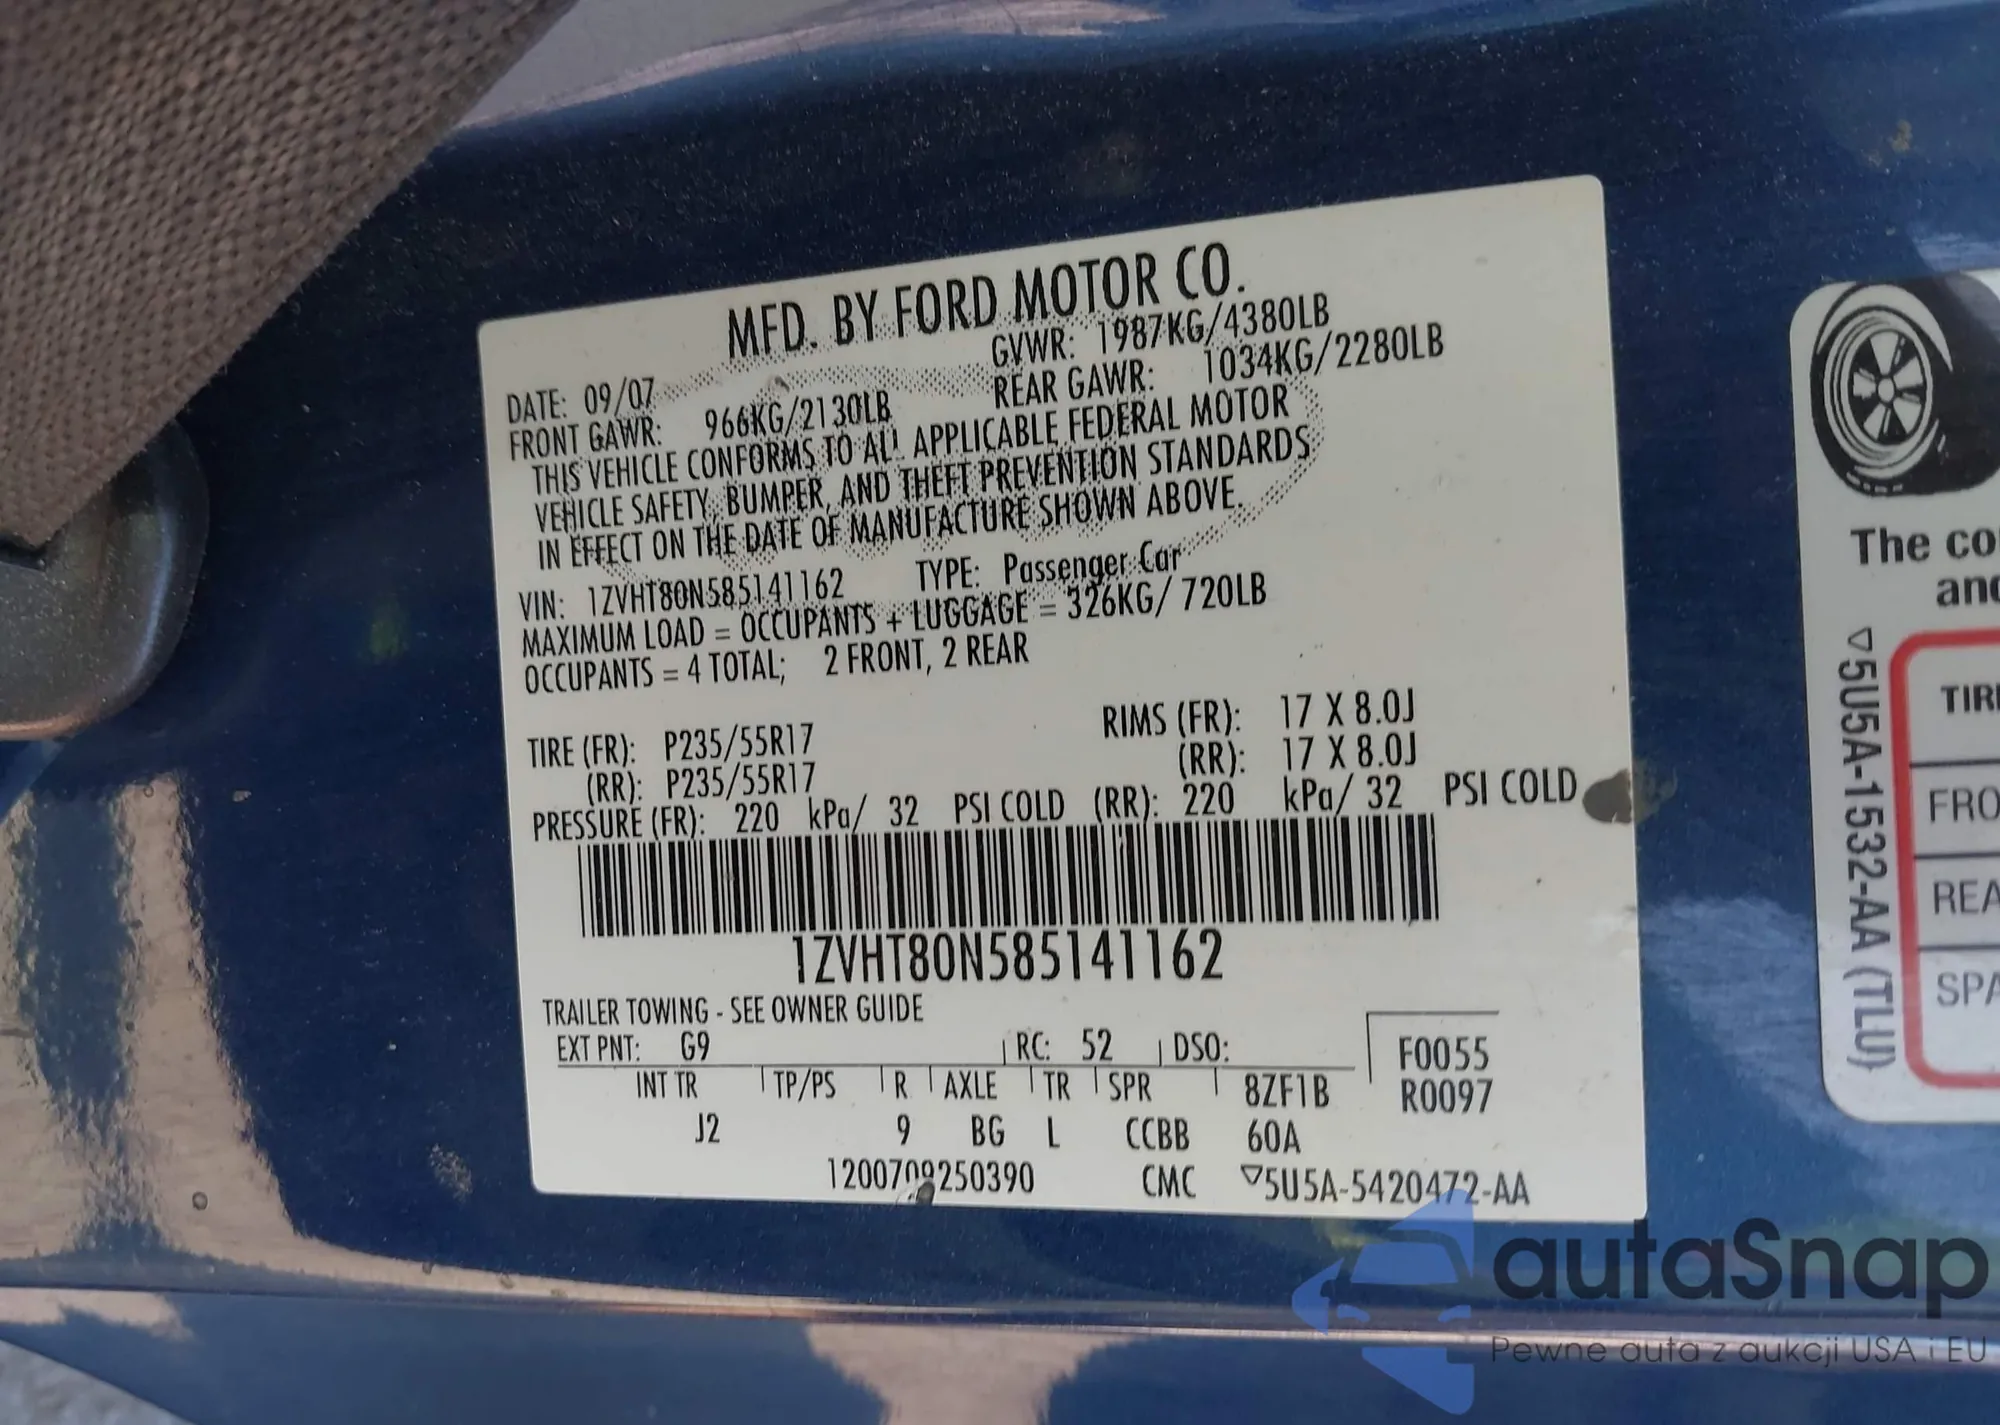 MFD. BY FORD MOTOR CO.
DATE: 09/07 GVWR: 1987KG/4380LB
FRONT GAWR: 966KG/2130LB REAR GAWR: 1034KG/2280LB
THIS VEHICLE CONFORMS TO ALL APPLICABLE FEDERAL MOTOR
VEHICLE SAFETY, BUMPER, AND THEFT PREVENTION STANDARDS
IN EFFECT ON THE DATE OF MANUFACTURE SHOWN ABOVE.
VIN: 1ZVHT80N585141162 TYPE: Passenger Car
MAXIMUM LOAD = OCCUPANTS + LUGGAGE = 326KG/ 720LB
OCCUPANTS = 4 TOTAL; 2 FRONT, 2 REAR
TIRE (FR): P235/55R17 RIMS (FR): 17 X 8.0J
(RR): P235/55R17 (RR): 17 X 8.0J
PRESSURE (FR): 220 kPa/ 32 PSI COLD (RR): 220 kPa/ 32 PSI COLD
1ZVHT80N585141162
TRAILER TOWING - SEE OWNER GUIDE
EXT PNT: G9 RC: 52 DSO: F0055
INT TR TP/PS R AXLE TR SPR 8ZF1B R0097
J2 9 BG L CCBB 60A
1200709250390 CMC ▽5U5A-5420472-AA
The co
and
▽5U5A-1532-AA (TLU)
TIRE
FRO
REA
SPA
autaSnap
Pewne auta z aukcji USA i EU